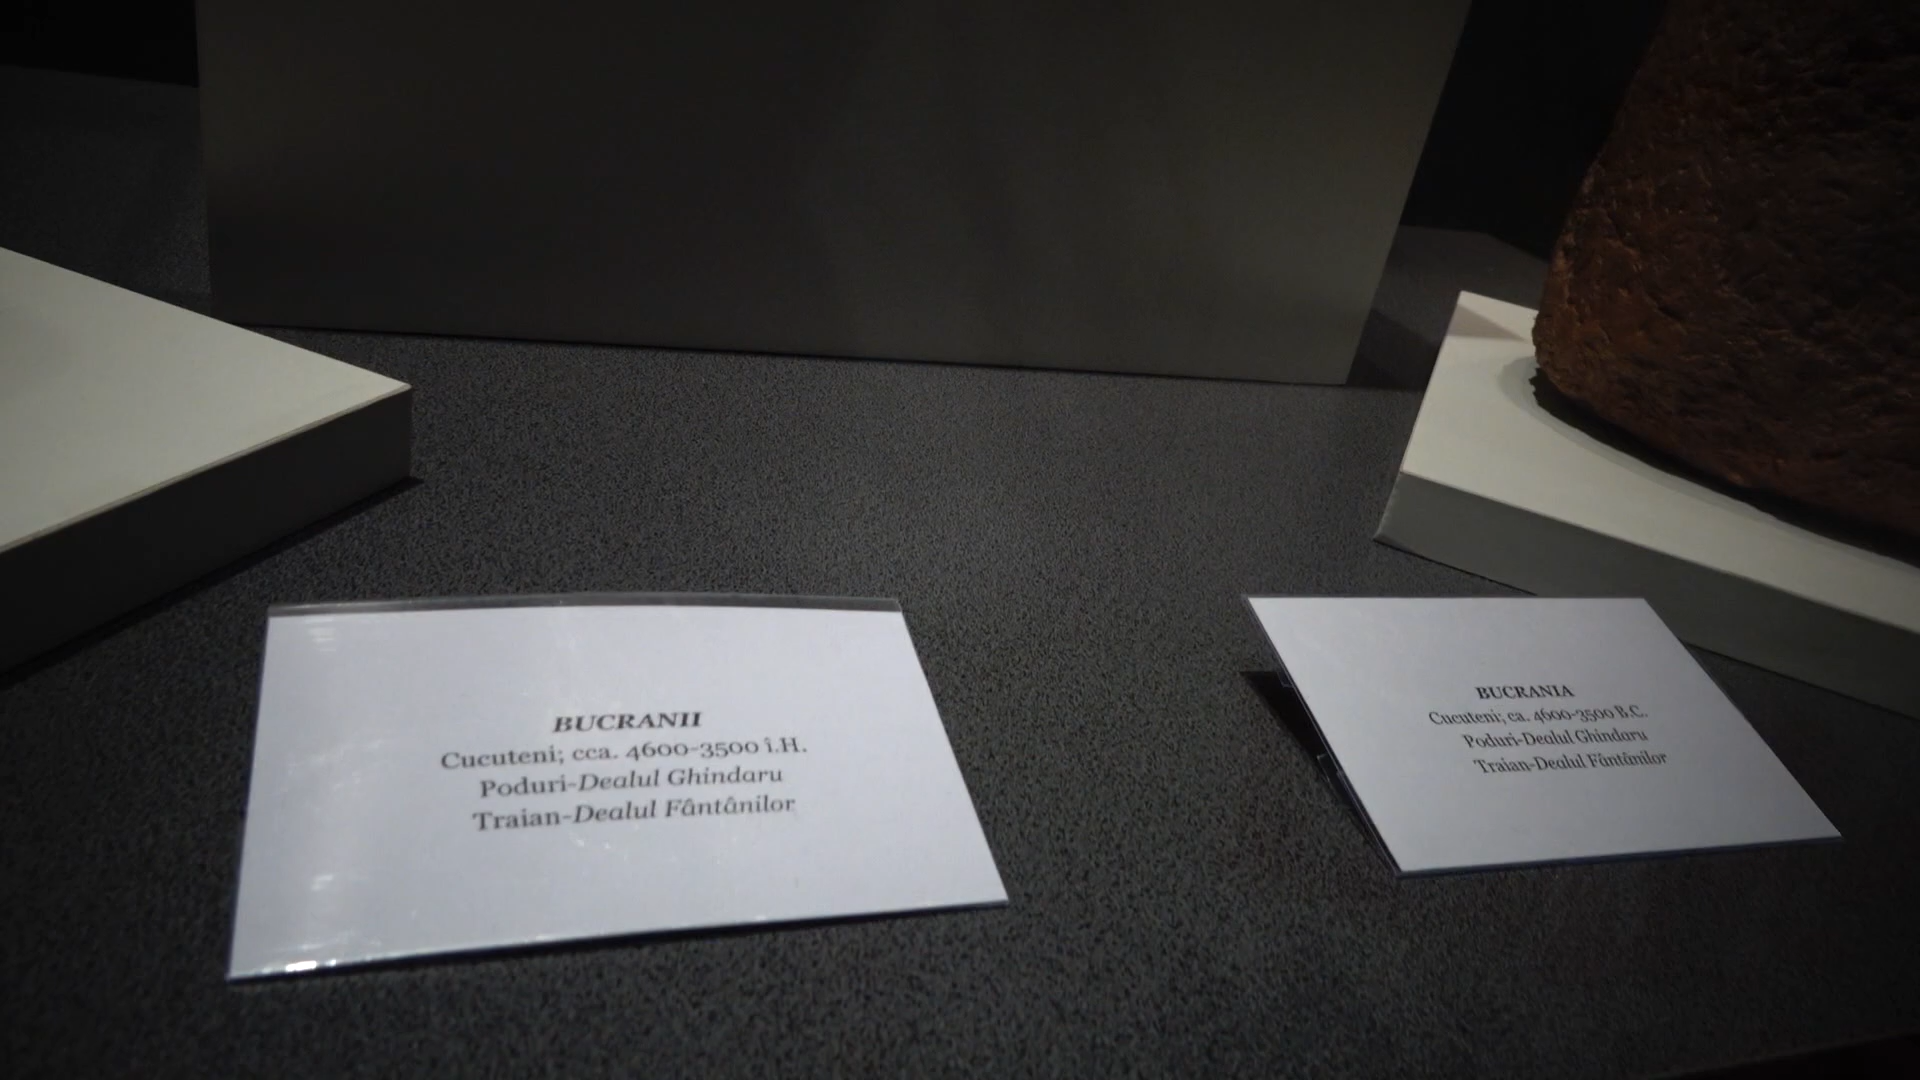 BUCRANII
Cucuteni; cca. 4600-3500 î.H.
Poduri-Dealul Ghindaru
Traian-Dealul Fântânilor
BUCRANIA
Cucuteni; ca. 4600-3500 B.C.
Poduri-Dealul Ghindaru
Traian-Dealul Fântânilor